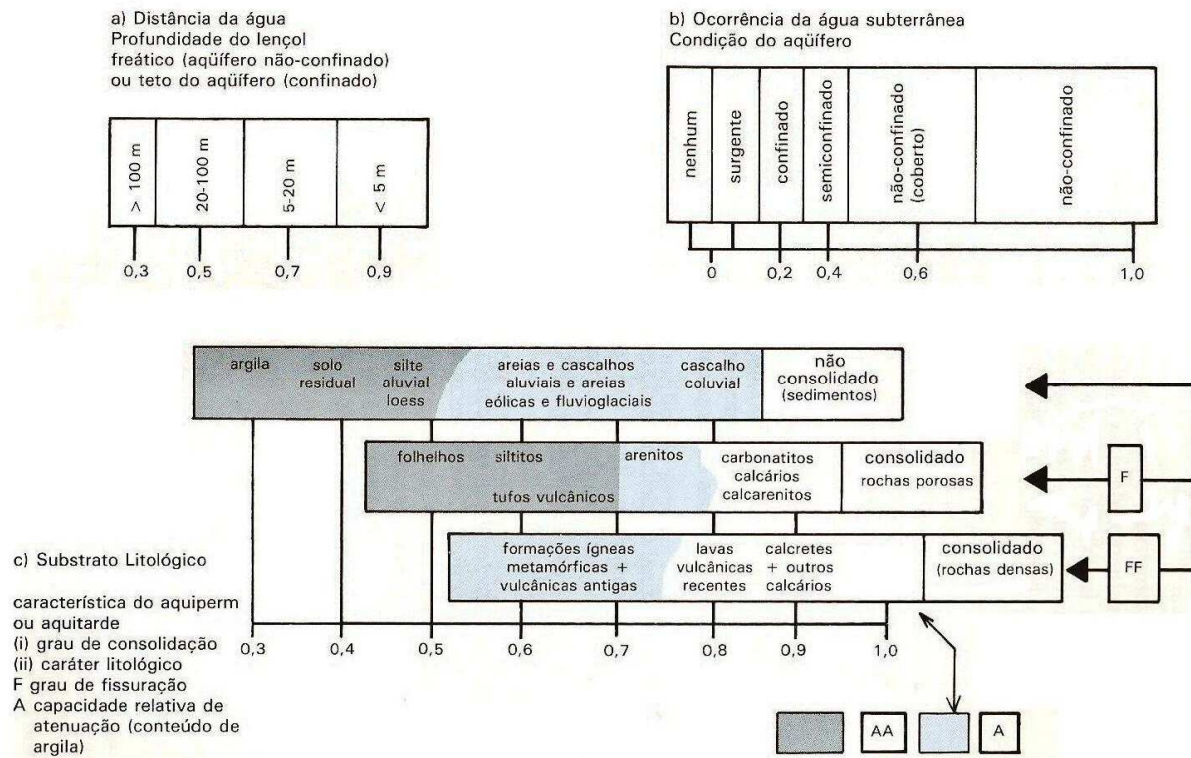 a) Distância da água
Profundidade do lençol
freático (aqüífero não-confinado)
ou teto do aqüífero (confinado)
> 100 m
20-100 m
5-20 m
< 5 m
0,3
0,5
0,7
0,9
b) Ocorrência da água subterrânea
Condição do aqüífero
nenhum
surgente
confinado
semiconfinado
não-confinado
(coberto)
não-confinado
0
0,2
0,4
0,6
1,0
argila
solo
residual
silte
aluvial
loess
areias e cascalhos
aluviais e areias
eólicas e fluvioglaciais
cascalho
coluvial
não
consolidado
(sedimentos)
folhelhos
siltitos
tufos vulcânicos
arenitos
carbonatitos
calcários
calcarenitos
consolidado
rochas porosas
F
formações ígneas
metamórficas +
vulcânicas antigas
lavas
vulcânicas
recentes
calcretes
+ outros
calcários
consolidado
(rochas densas)
FF
c) Substrato Litológico
característica do aquiperm
ou aquitarde
(i) grau de consolidação
(ii) caráter litológico
F grau de fissuração
A capacidade relativa de
atenuação (conteúdo de
argila)
0,3
0,4
0,5
0,6
0,7
0,8
0,9
1,0
AA
A